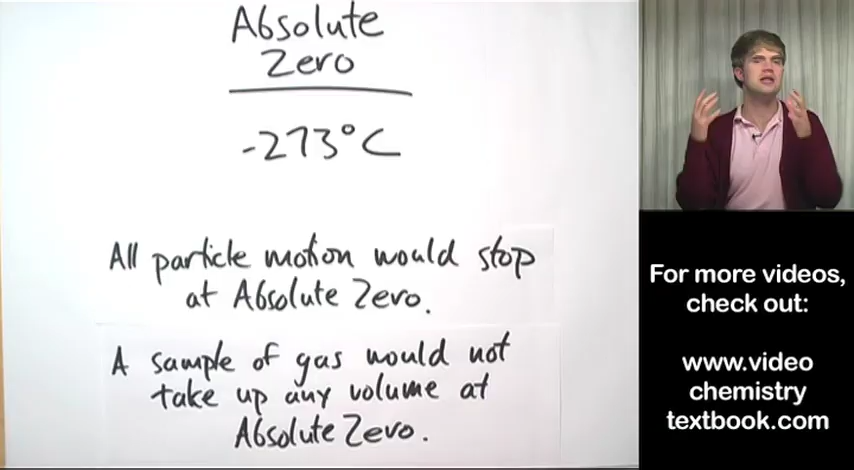 Absolute
Zero
-273°C
All particle motion would stop
at Absolute Zero.
A sample of gas would not
take up any volume at
Absolute Zero.
For more videos,
check out:
www.video
chemistry
textbook.com